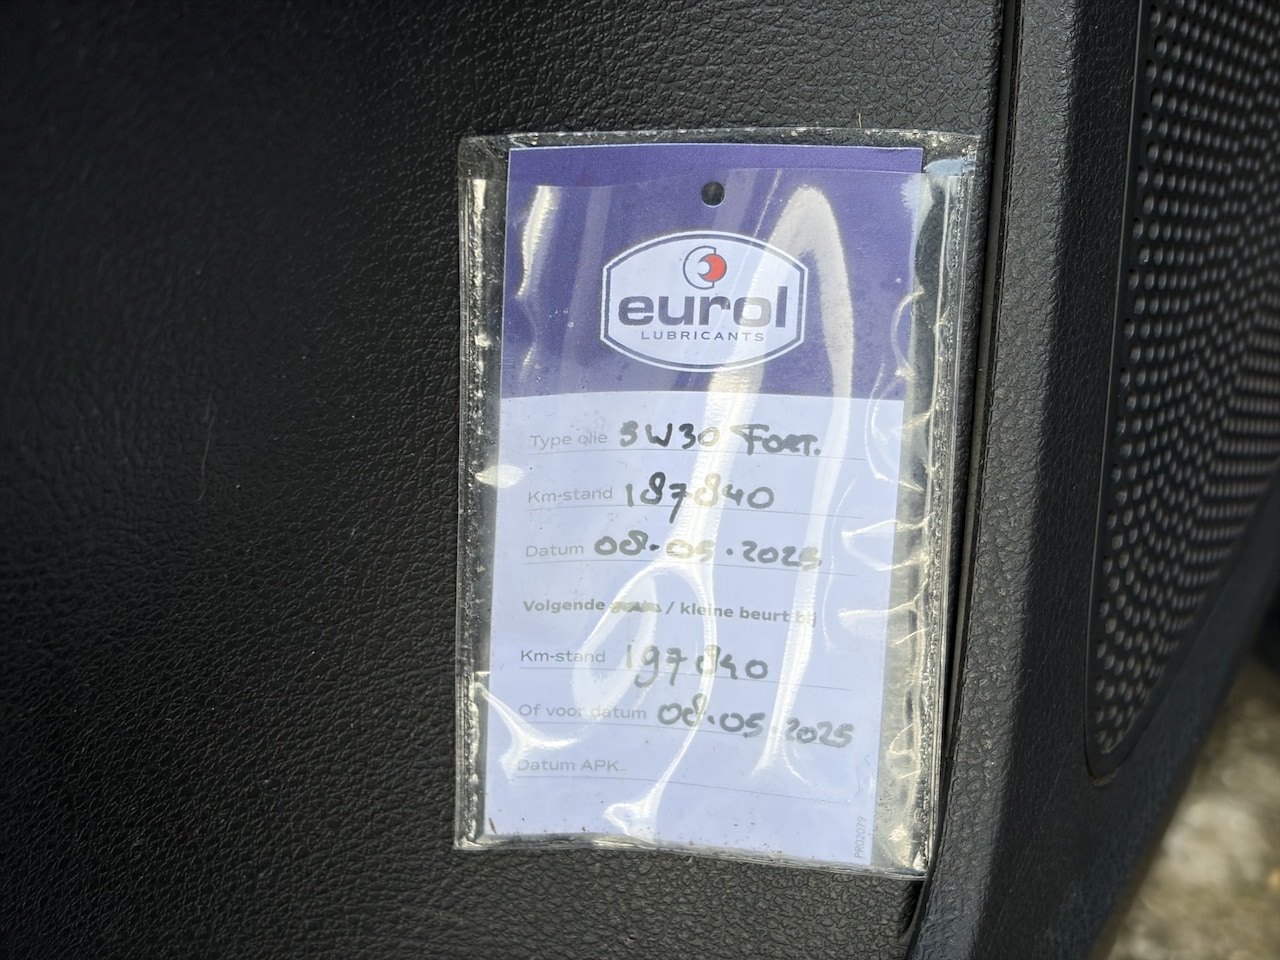 eurol
LUBRICANTS
Type olie 5W30 FORT.
Km-stand 187840
Datum 08-05-2025
Volgende / kleine beurt bij
Km-stand 197840
Of voor datum 08-05-2025
Datum APK
PR02079